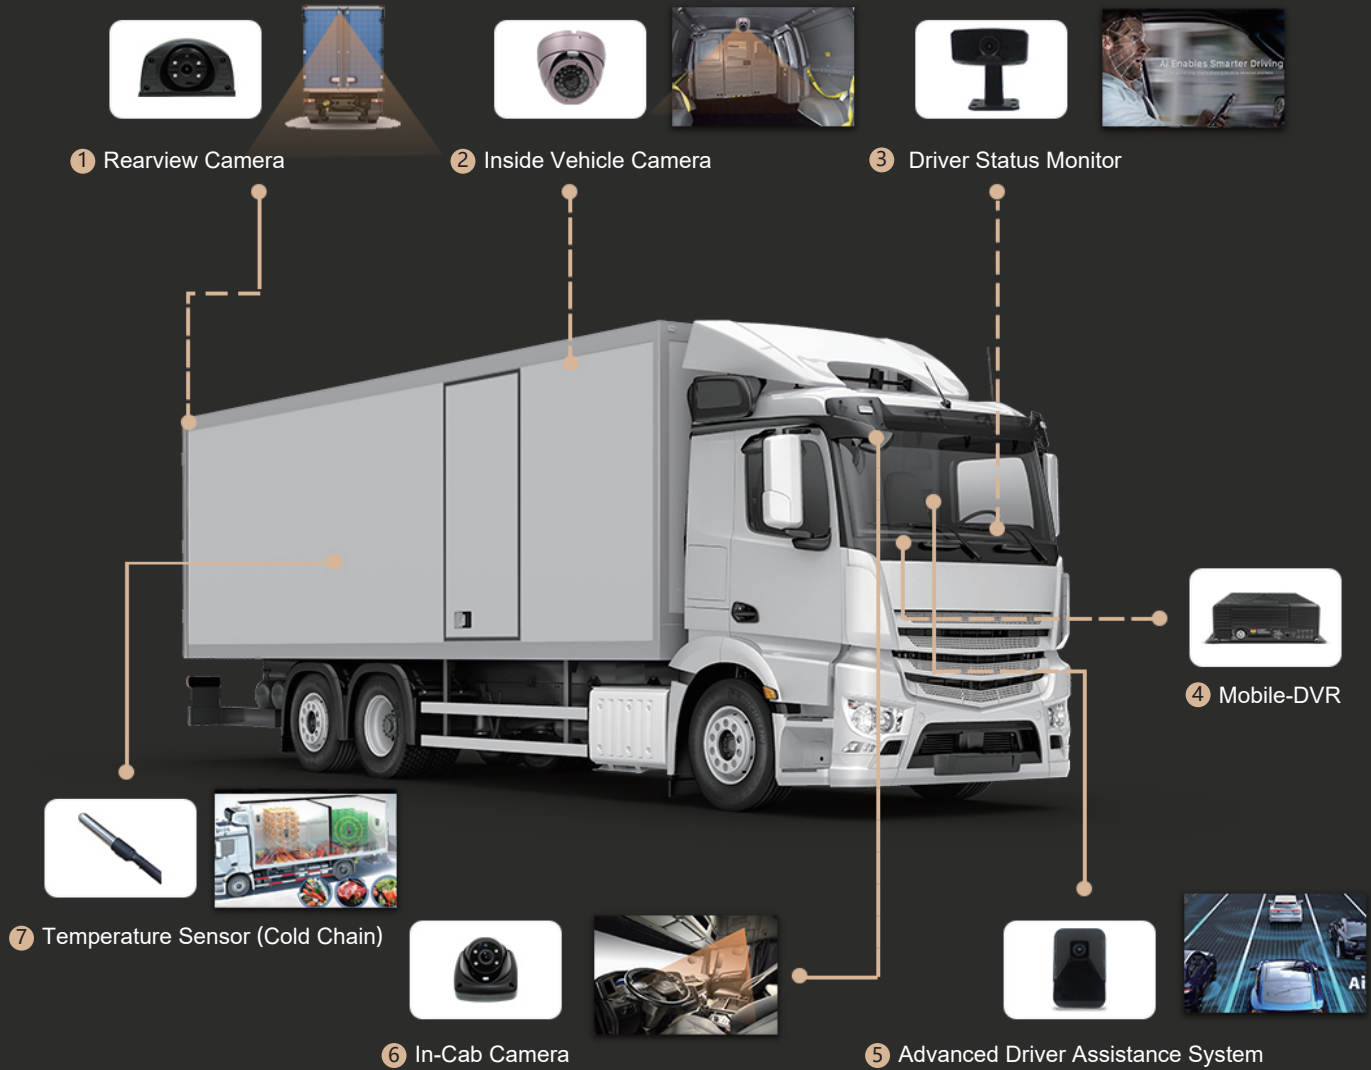 1 Rearview Camera
2 Inside Vehicle Camera
3 Driver Status Monitor
Ai Enables Smarter Driving
4 Mobile-DVR
7 Temperature Sensor (Cold Chain)
Ai
6 In-Cab Camera
5 Advanced Driver Assistance System